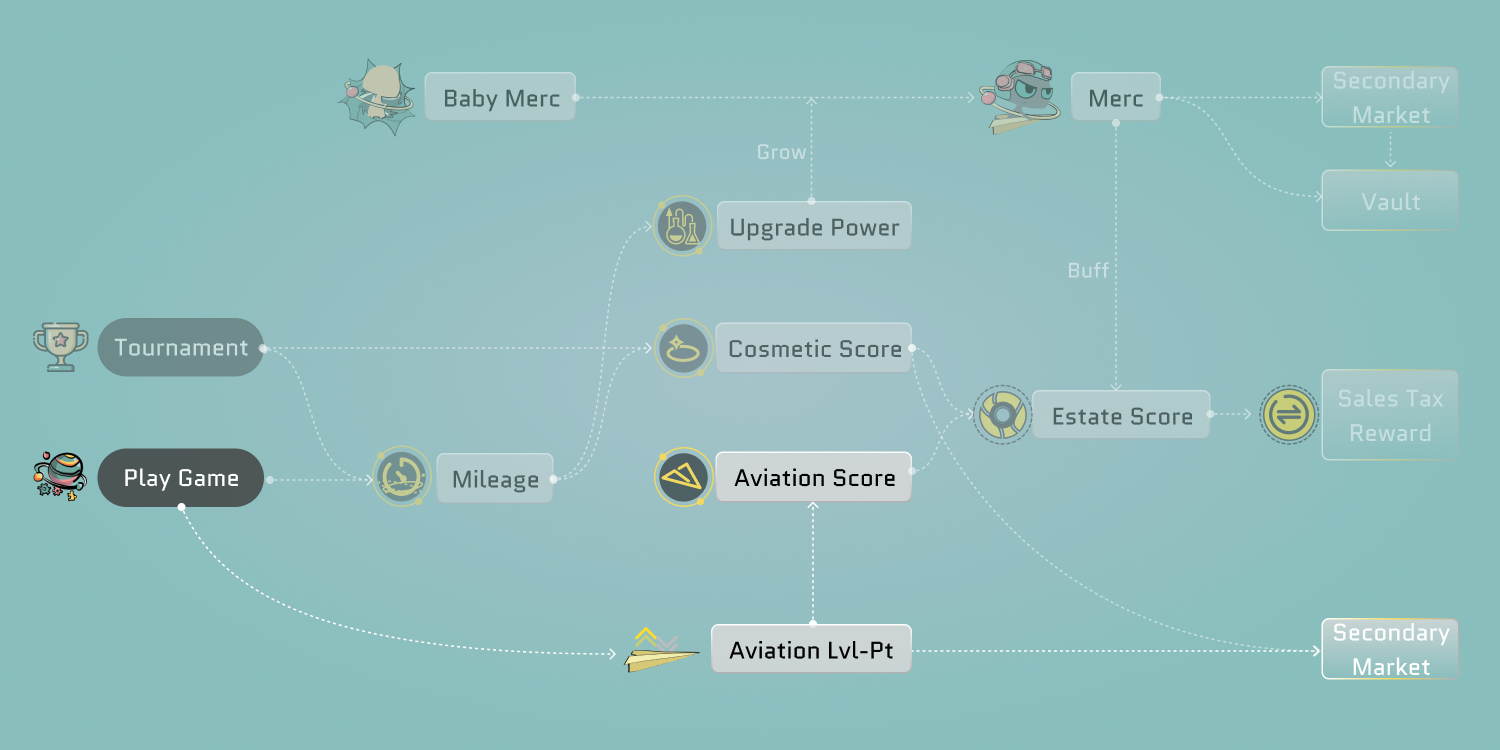 Baby Merc
Merc
Secondary
Market
Grow
Vault
Upgrade Power
Buff
Tournament
Cosmetic Score
Estate Score
Sales Tax
Reward
Play Game
Mileage
Aviation Score
Aviation Lvl-Pt
Secondary
Market